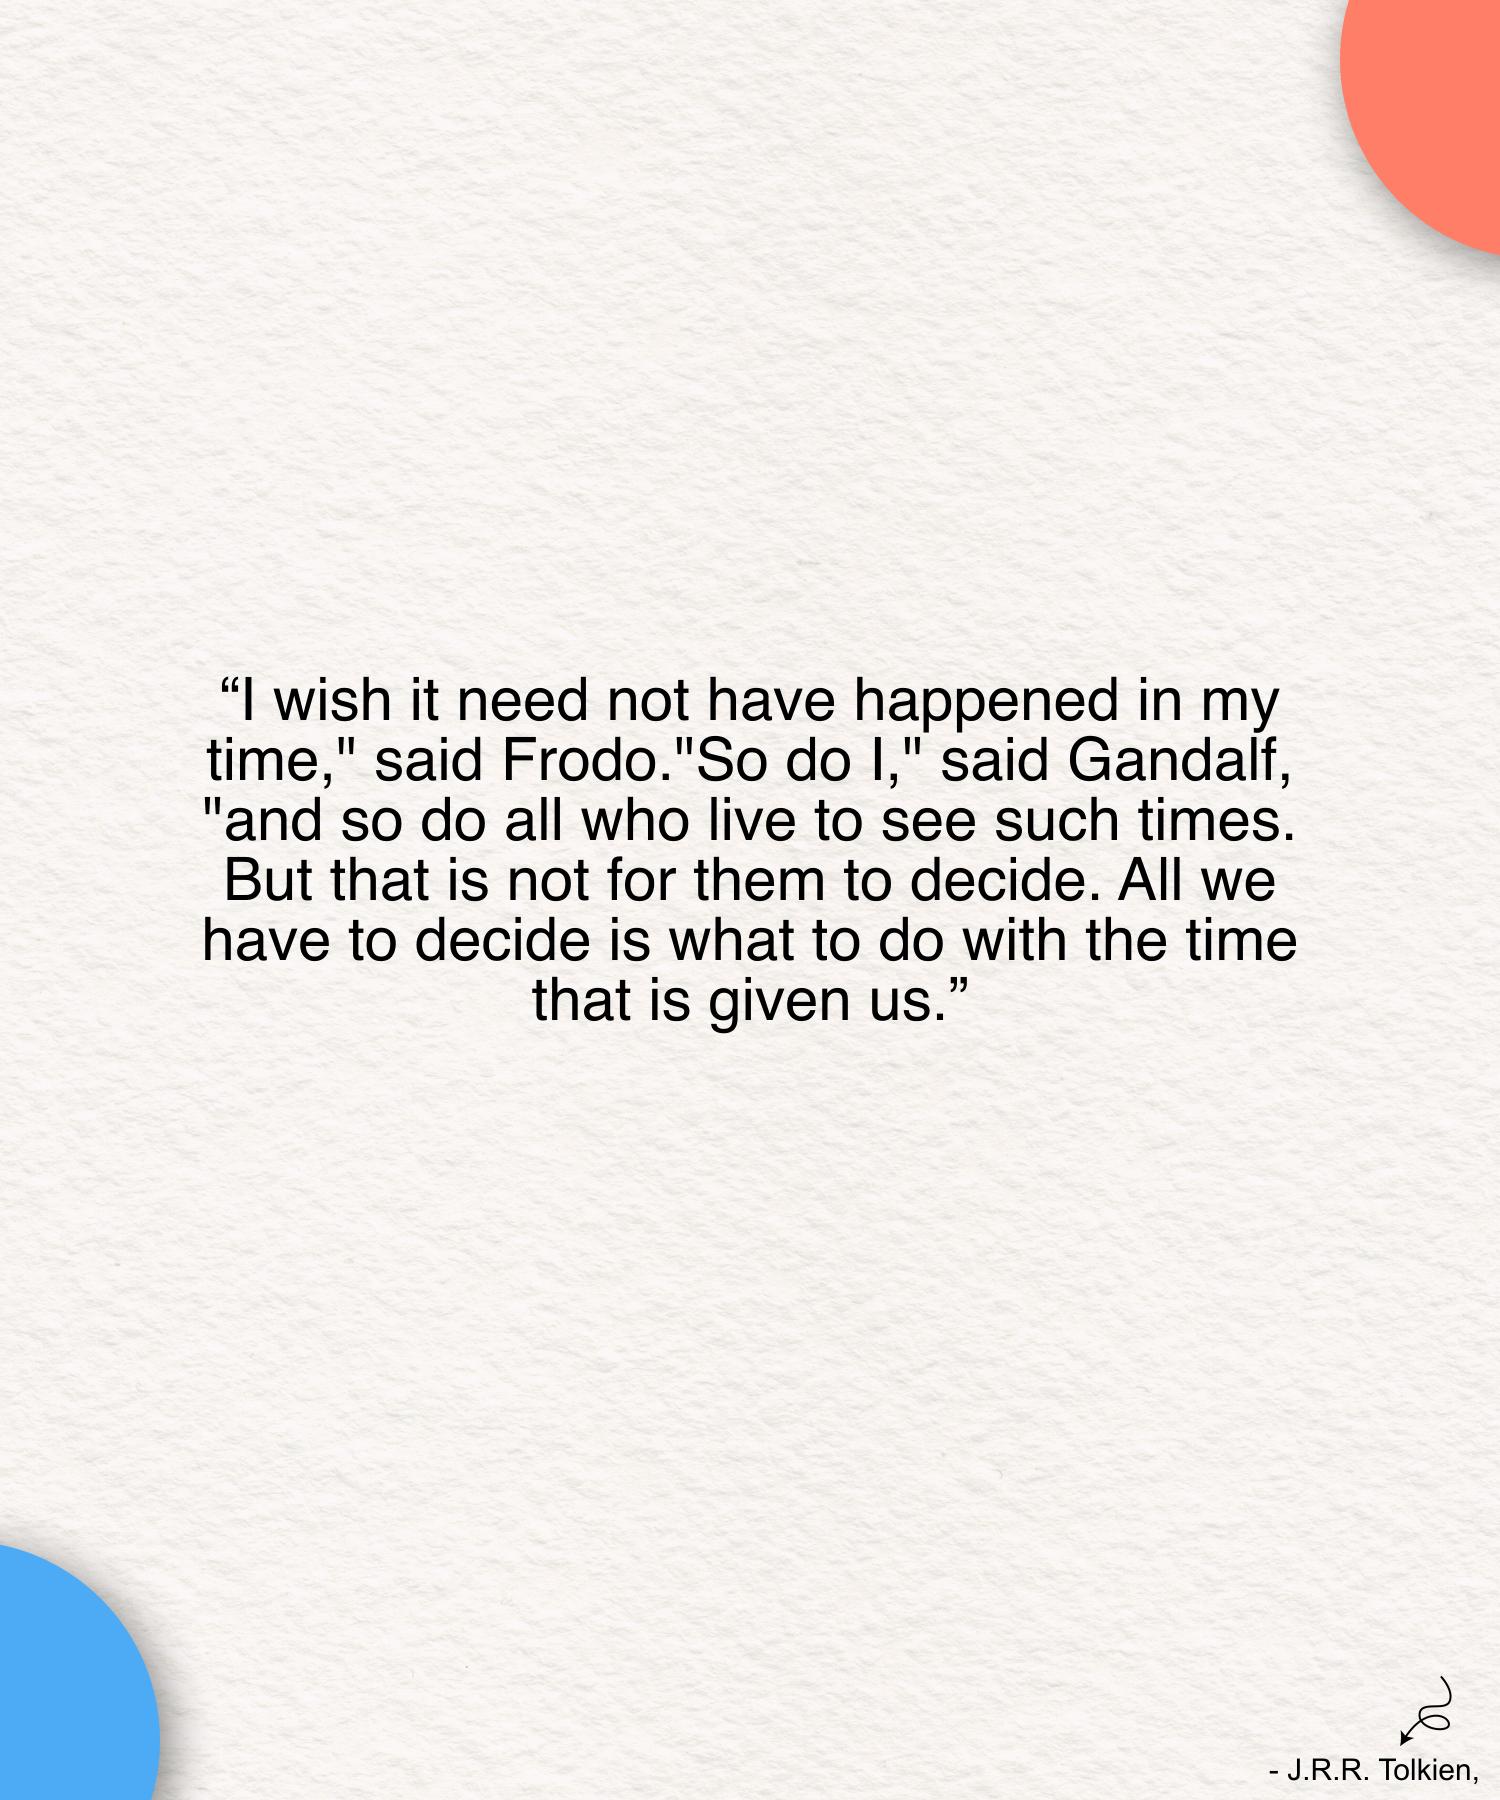 “I wish it need not have happened in my
time," said Frodo."So do I," said Gandalf,
"and so do all who live to see such times.
But that is not for them to decide. All we
have to decide is what to do with the time
that is given us.”
- J.R.R. Tolkien,